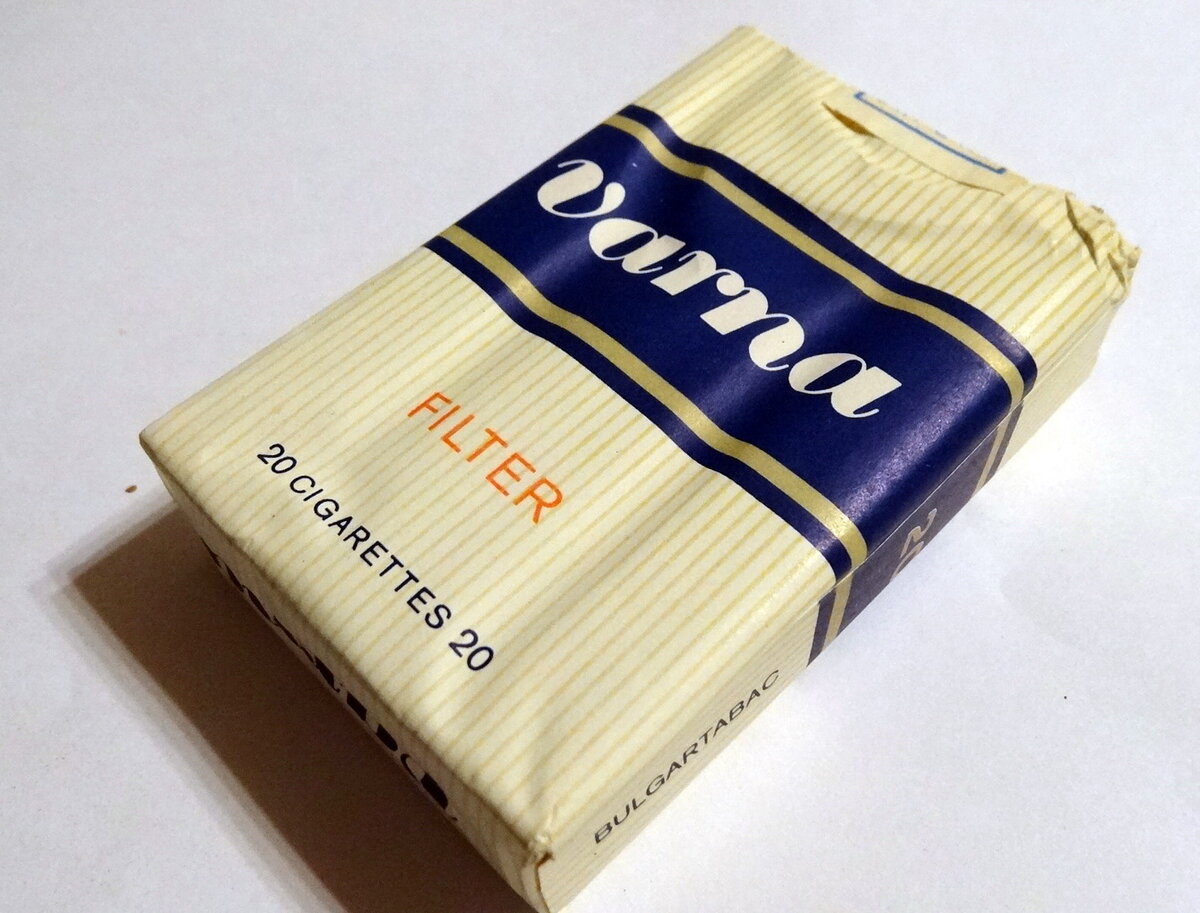 varna
FILTER
20 CIGARETTES 20
BULGARTABAC